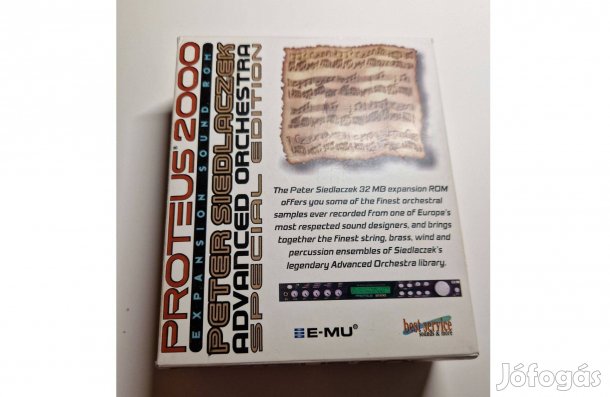 PROTEUS® 2000
EXPANSION SOUND ROM
PETER SIEDLACZEK
ADVANCED ORCHESTRA
SPECIAL EDITION
The Peter Siedlaczek 32 MB expansion ROM
offers you some of the finest orchestral
samples ever recorded from one of Europe's
most respected sound designers, and brings
together the finest string, brass, wind and
percussion ensembles of Siedlaczek's
legendary Advanced Orchestra library.
E-MU®
best service
sounds & more
Jófogás